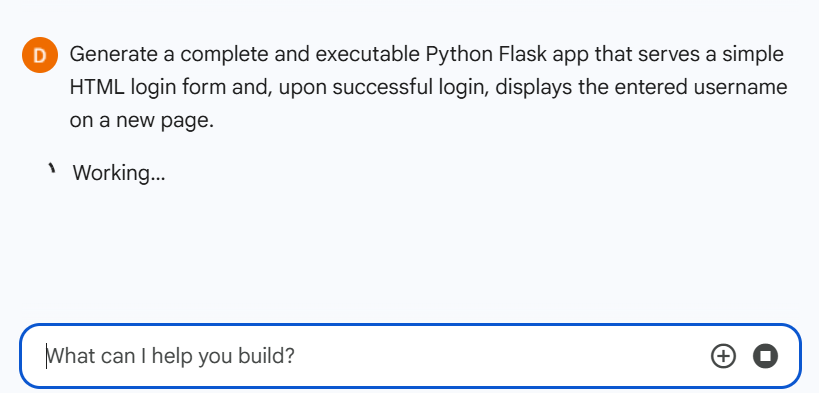 D
Generate a complete and executable Python Flask app that serves a simple
HTML login form and, upon successful login, displays the entered username
on a new page.
Working...
What can I help you build?